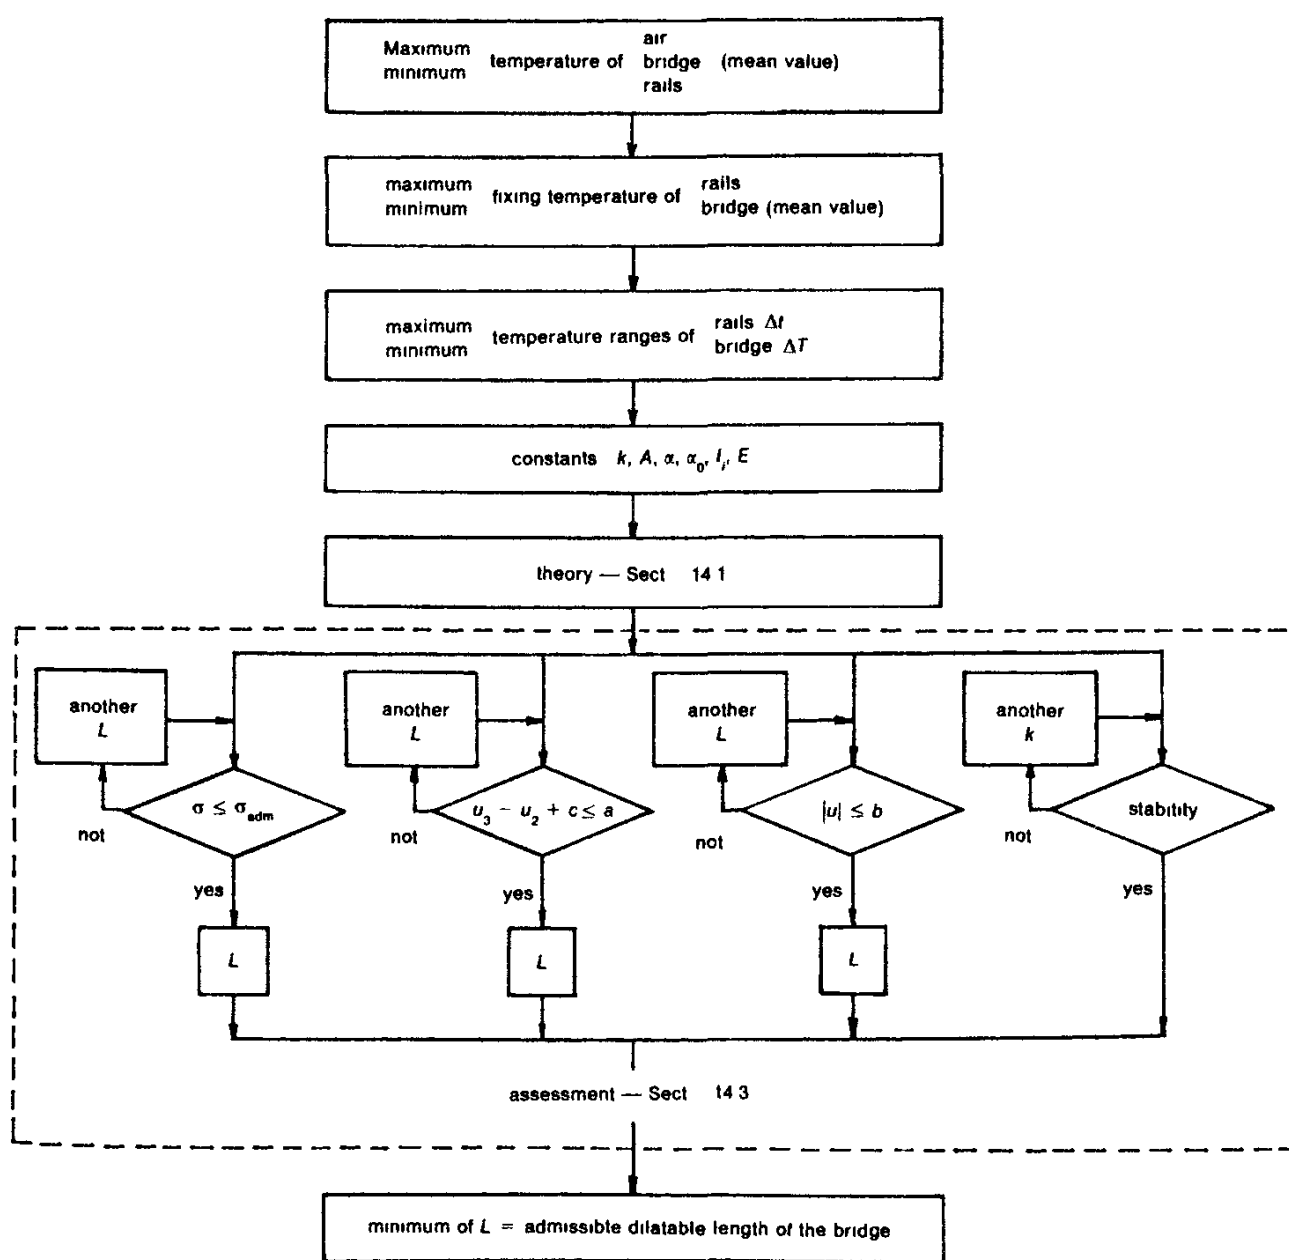 Maximum
minimum
temperature of
air
bridge (mean value)
rails
maximum
minimum
fixing temperature of
rails
bridge (mean value)
maximum
minimum
temperature ranges of
rails Δt
bridge ΔT
constants k, A, α, α₀, Iᵢ, E
theory — Sect 14 1
another
L
another
L
another
L
another
k
σ ≤ σadm
u₃ − u₂ + c ≤ a
|u| ≤ b
stabitity
not
not
not
not
yes
yes
yes
yes
L
L
L
assessment — Sect 14 3
minimum of L = admissible dilatable length of the bridge